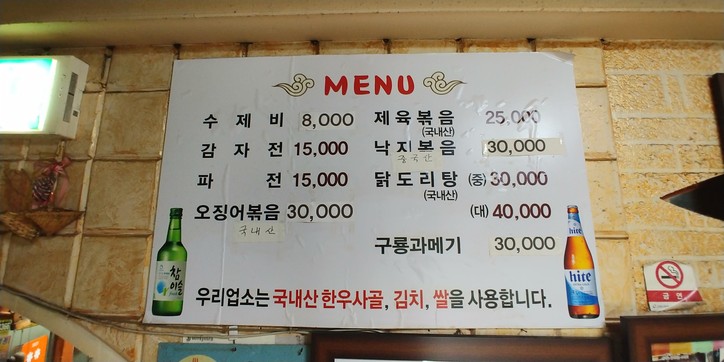 MENU
수제비 8,000
감자전 15,000
파전 15,000
오징어볶음 30,000
국내산
제육볶음 25,000
(국내산)
낙지볶음 30,000
중국산
닭도리탕 (중) 30,000
(국내산)
(대) 40,000
구룡과메기 30,000
참이슬
hite
hite
우리업소는 국내산 한우사골, 김치, 쌀을 사용합니다.
금연